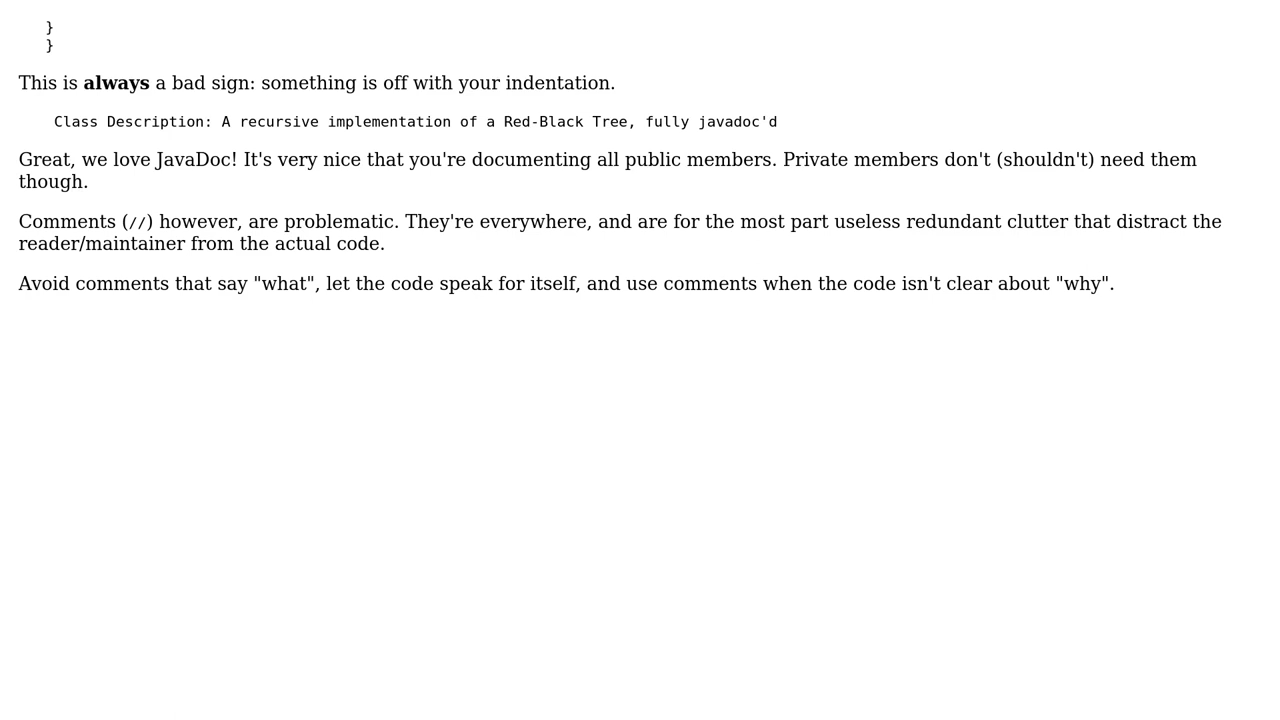 }
}
This is always a bad sign: something is off with your indentation.
Class Description: A recursive implementation of a Red-Black Tree, fully javadoc'd
Great, we love JavaDoc! It's very nice that you're documenting all public members. Private members don't (shouldn't) need them
though.
Comments (//) however, are problematic. They're everywhere, and are for the most part useless redundant clutter that distract the
reader/maintainer from the actual code.
Avoid comments that say "what", let the code speak for itself, and use comments when the code isn't clear about "why".